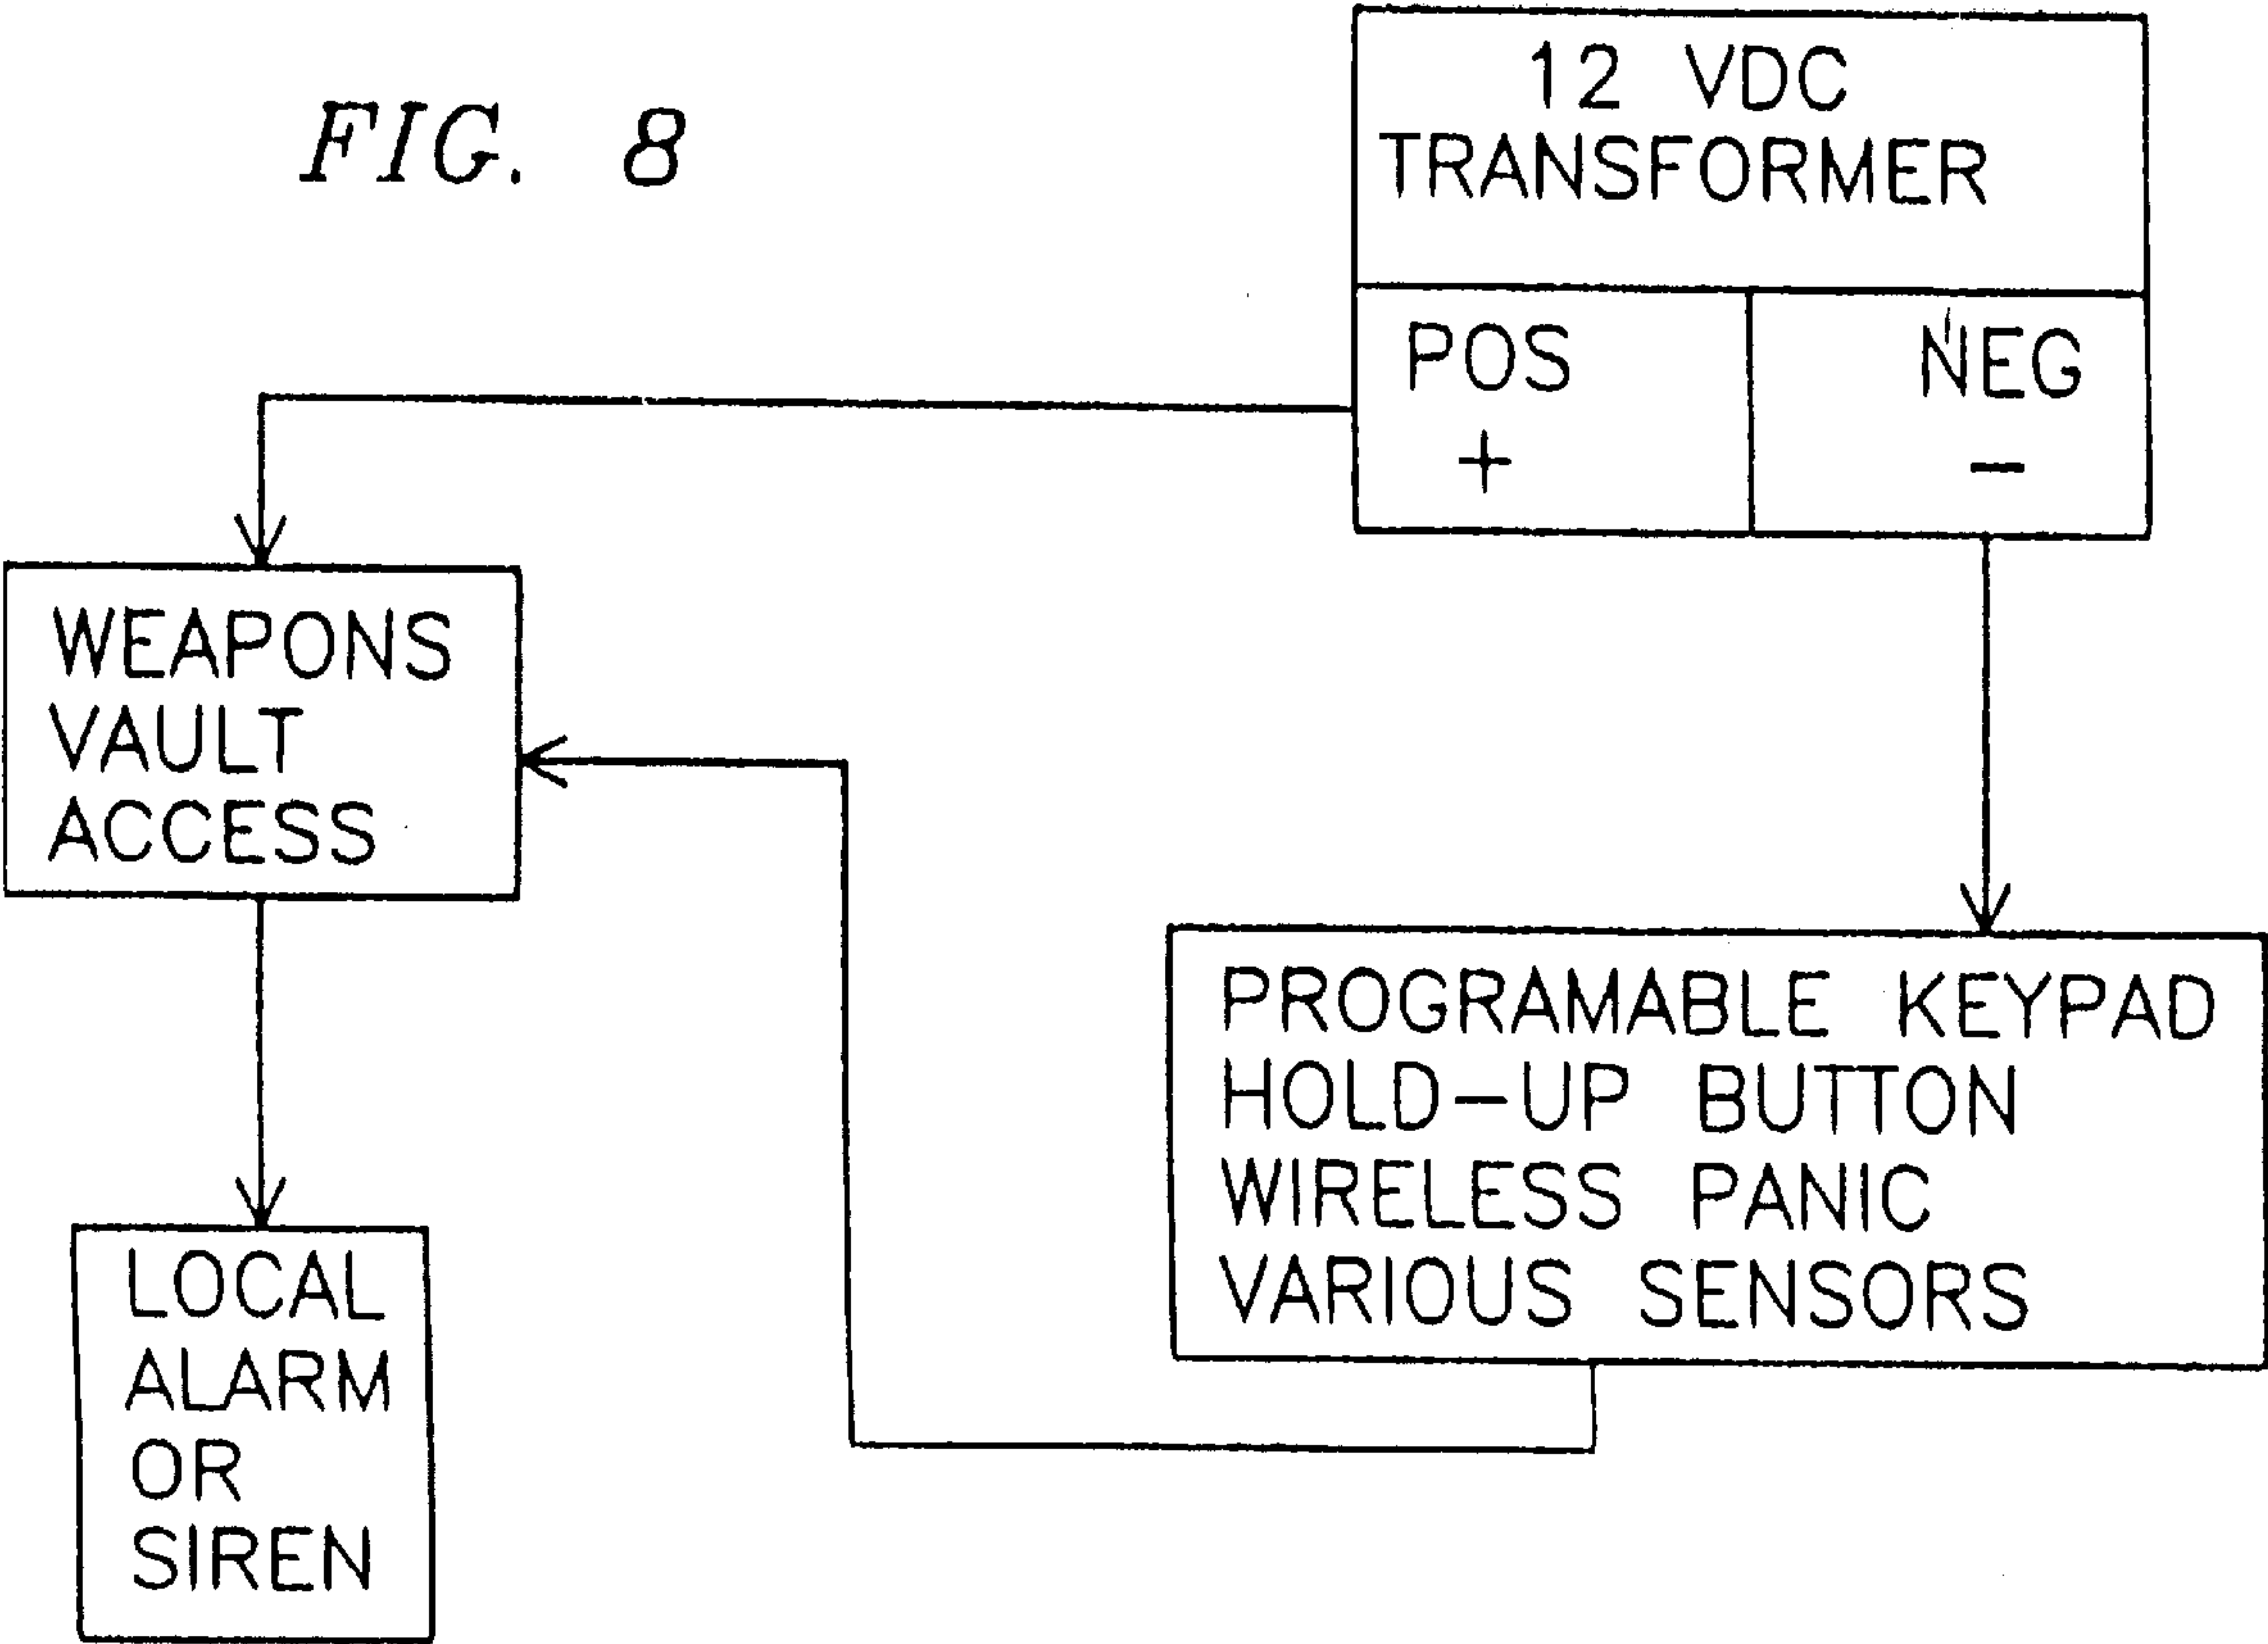 FIG. 8
12 VDC
TRANSFORMER
POS
+
NEG
-
WEAPONS
VAULT
ACCESS
PROGRAMABLE KEYPAD
HOLD-UP BUTTON
WIRELESS PANIC
VARIOUS SENSORS
LOCAL
ALARM
OR
SIREN